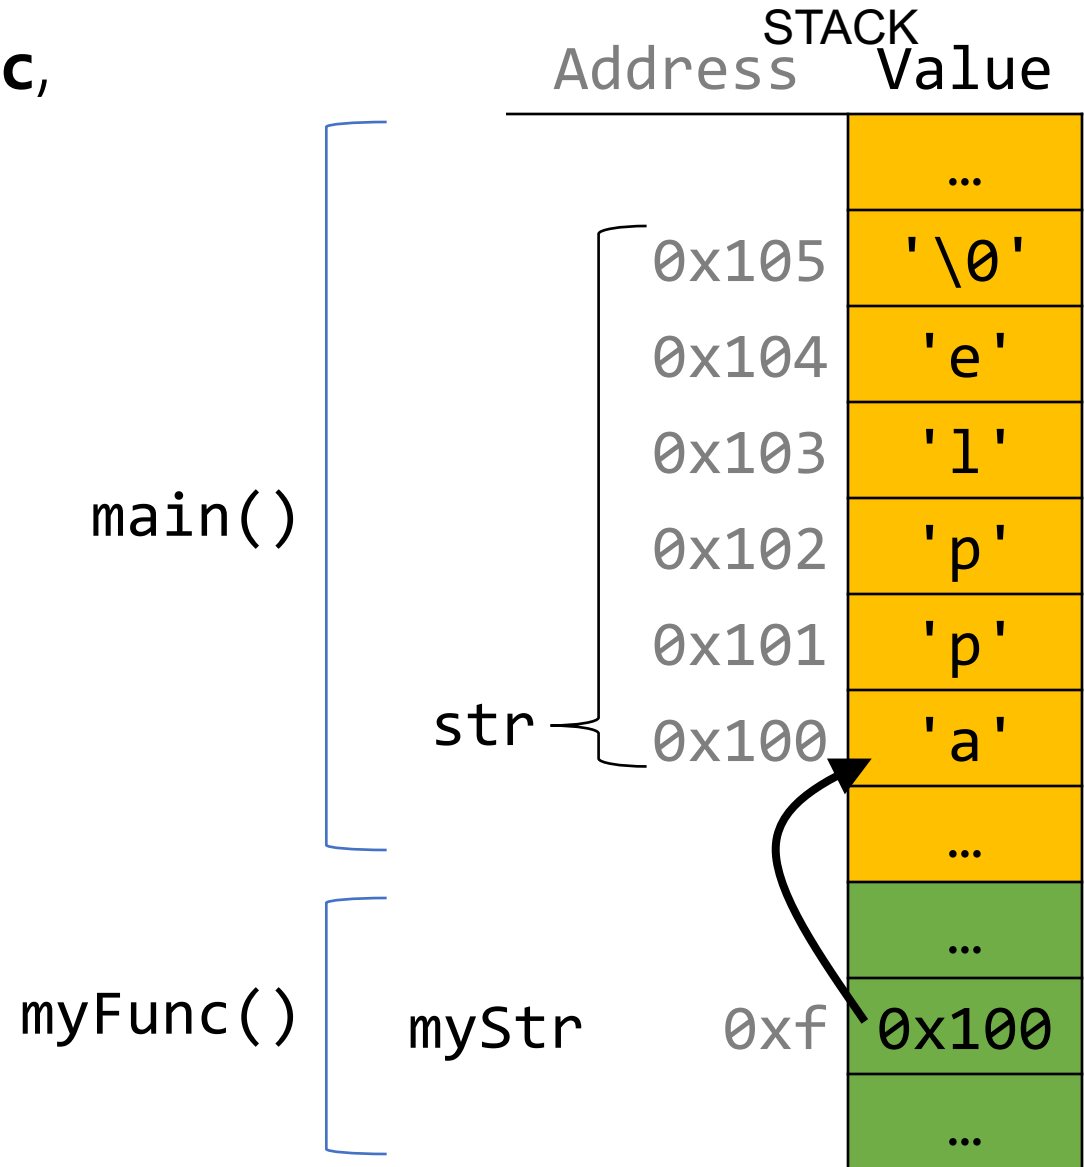 STACK
c,
Address Value
…
0x105 '\0'
0x104 'e'
0x103 'l'
main()
0x102 'p'
0x101 'p'
str
0x100 'a'
…
…
myFunc()
myStr 0xf 0x100
…